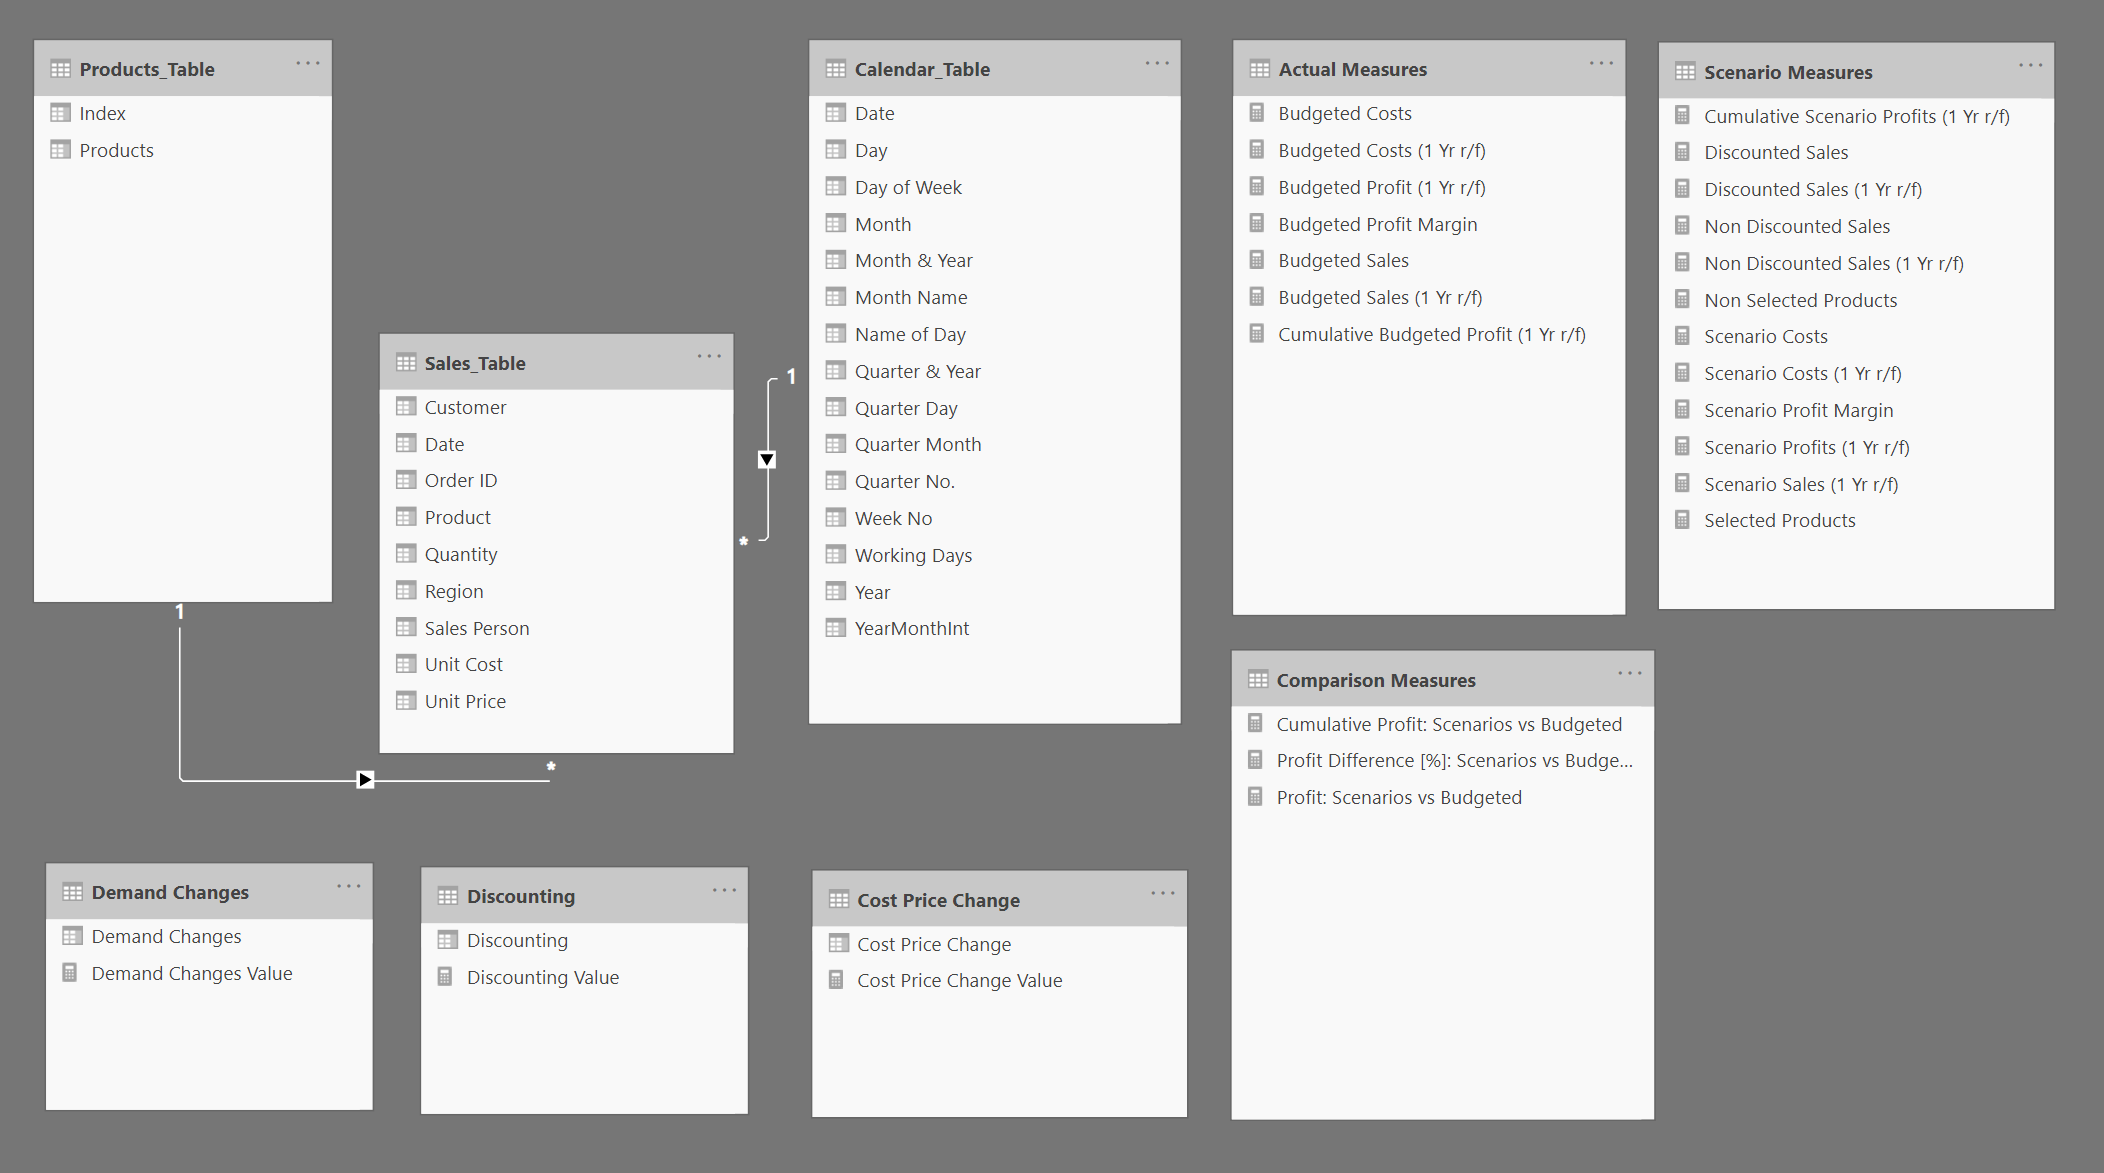 Products_Table
Index
Products
1
Sales_Table
Customer
Date
Order ID
Product
Quantity
Region
Sales Person
Unit Cost
Unit Price
*
1
*
Calendar_Table
Date
Day
Day of Week
Month
Month & Year
Month Name
Name of Day
Quarter & Year
Quarter Day
Quarter Month
Quarter No.
Week No
Working Days
Year
YearMonthInt
Actual Measures
Budgeted Costs
Budgeted Costs (1 Yr r/f)
Budgeted Profit (1 Yr r/f)
Budgeted Profit Margin
Budgeted Sales
Budgeted Sales (1 Yr r/f)
Cumulative Budgeted Profit (1 Yr r/f)
Scenario Measures
Cumulative Scenario Profits (1 Yr r/f)
Discounted Sales
Discounted Sales (1 Yr r/f)
Non Discounted Sales
Non Discounted Sales (1 Yr r/f)
Non Selected Products
Scenario Costs
Scenario Costs (1 Yr r/f)
Scenario Profit Margin
Scenario Profits (1 Yr r/f)
Scenario Sales (1 Yr r/f)
Selected Products
Comparison Measures
Cumulative Profit: Scenarios vs Budgeted
Profit Difference [%]: Scenarios vs Budge...
Profit: Scenarios vs Budgeted
Demand Changes
Demand Changes
Demand Changes Value
Discounting
Discounting
Discounting Value
Cost Price Change
Cost Price Change
Cost Price Change Value